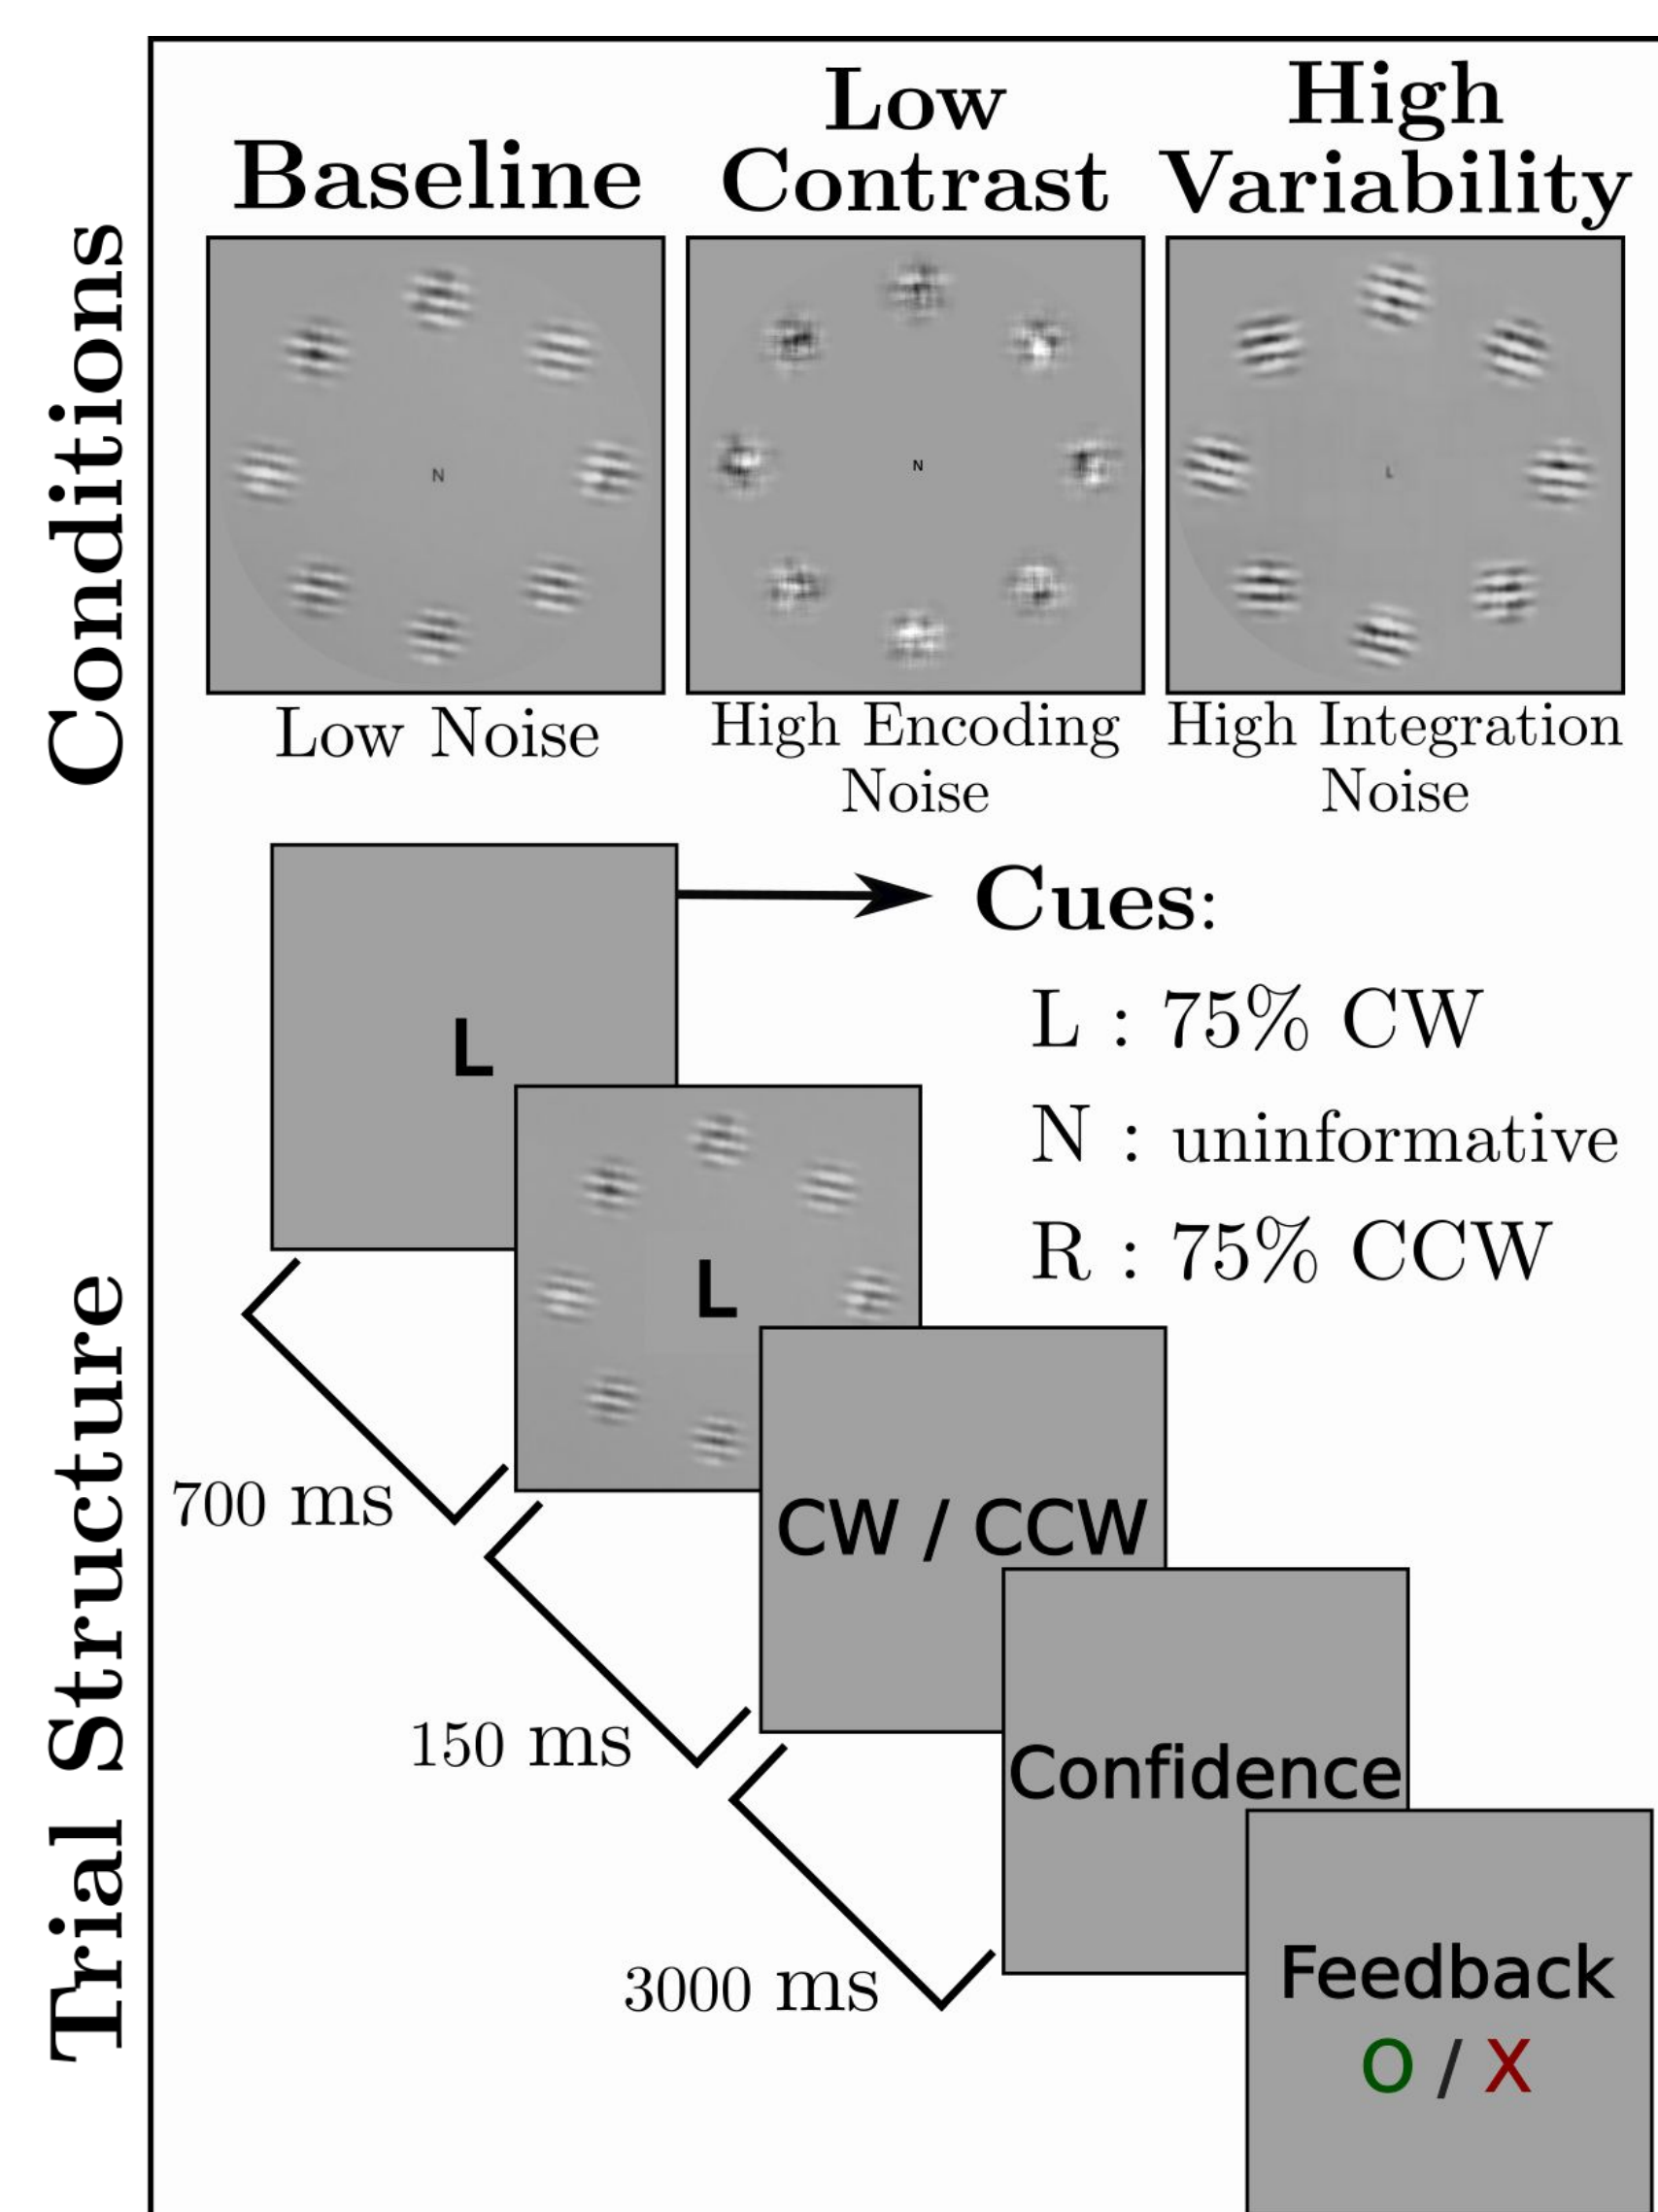 Conditions
Baseline
Low
Contrast
High
Variability
N
N
L
Low Noise
High Encoding
Noise
High Integration
Noise
Trial Structure
L
Cues:
L : 75% CW
N : uninformative
R : 75% CCW
L
700 ms
CW / CCW
150 ms
Confidence
3000 ms
Feedback
O / X